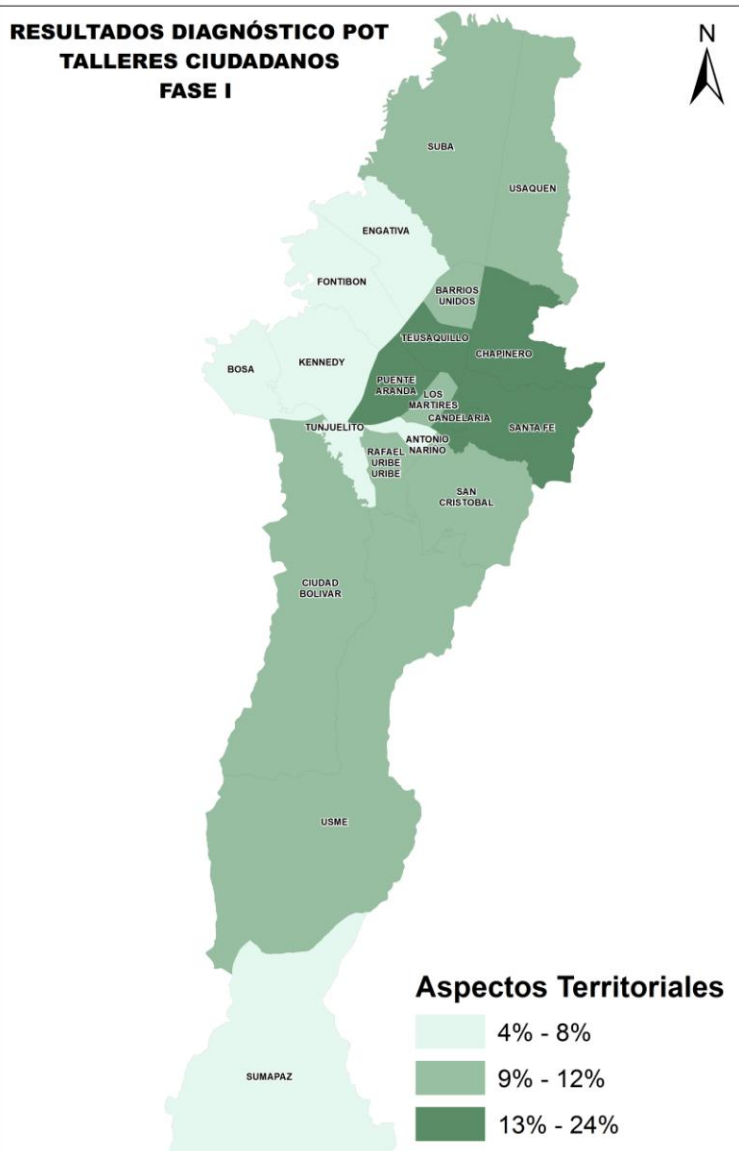 RESULTADOS DIAGNÓSTICO POT
TALLERES CIUDADANOS
FASE I
N
SUBA
USAQUEN
ENGATIVA
FONTIBON
BARRIOS
UNIDOS
TEUSAQUILLO
CHAPINERO
BOSA
KENNEDY
PUENTE
ARANDA
LOS
MARTIRES
CANDELARIA
SANTA FE
TUNJUELITO
ANTONIO
NARIÑO
RAFAEL
URIBE
URIBE
SAN
CRISTOBAL
CIUDAD
BOLIVAR
USME
SUMAPAZ
Aspectos Territoriales
4% - 8%
9% - 12%
13% - 24%